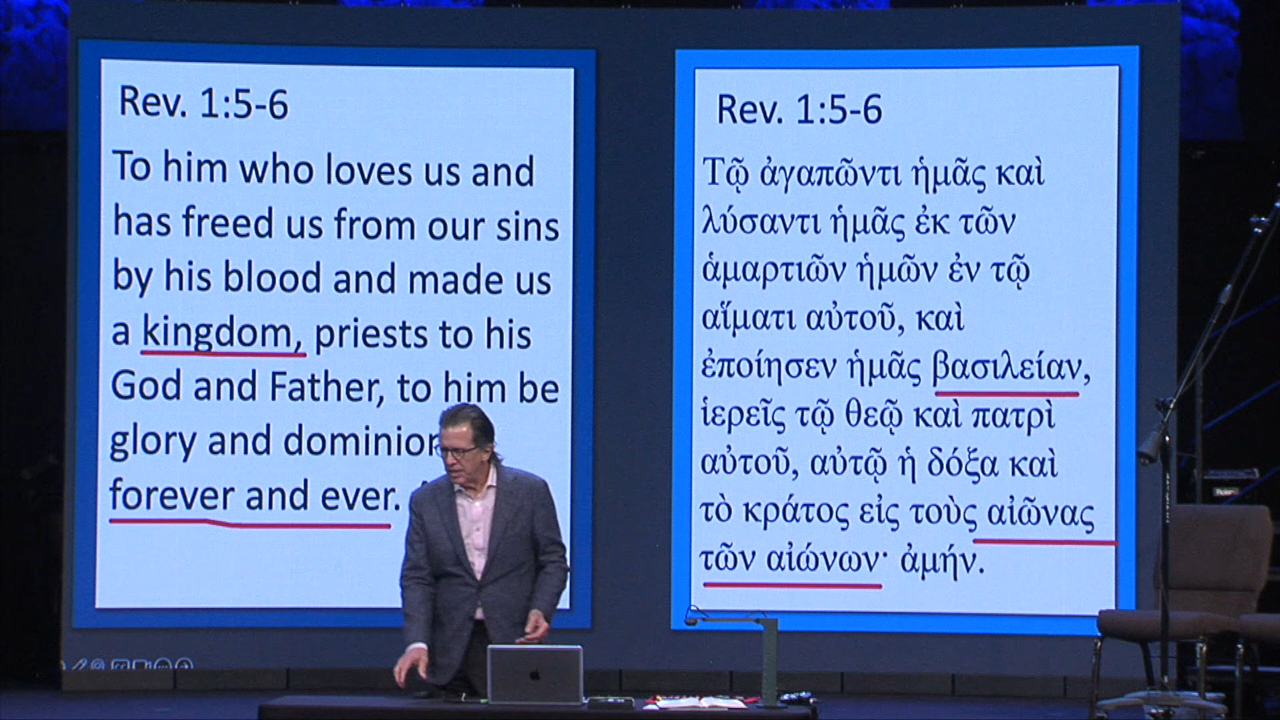 Rev. 1:5-6
To him who loves us and
has freed us from our sins
by his blood and made us
a kingdom, priests to his
God and Father, to him be
glory and dominion
forever and ever.
Rev. 1:5-6
Τῷ ἀγαπῶντι ἡμᾶς καὶ
λύσαντι ἡμᾶς ἐκ τῶν
ἁμαρτιῶν ἡμῶν ἐν τῷ
αἵματι αὐτοῦ, καὶ
ἐποίησεν ἡμᾶς βασιλείαν,
ἱερεῖς τῷ θεῷ καὶ πατρὶ
αὐτοῦ, αὐτῷ ἡ δόξα καὶ
τὸ κράτος εἰς τοὺς αἰῶνας
τῶν αἰώνων· ἀμήν.